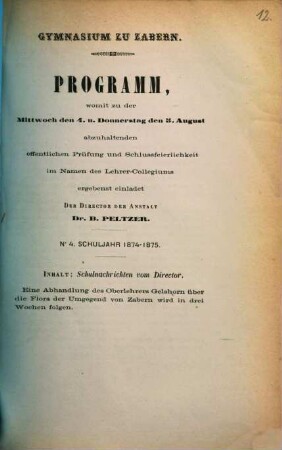 12.
GYMNASIUM ZU ZABERN.
PROGRAMM,
womit zu der
Mittwoch den 4. u. Donnerstag den 5. August
abzuhaltenden
öffentlichen Prüfung und Schlussfeierlichkeit
im Namen des Lehrer-Collegiums
ergebenst einladet
DER DIRECTOR DER ANSTALT
Dr. B. PELTZER.
Nº 4. SCHULJAHR 1874-1875.
INHALT: Schulnachrichten vom Director.
Eine Abhandlung des Oberlehrers Gelshorn über
die Flora der Umgegend von Zabern wird in drei
Wochen folgen.